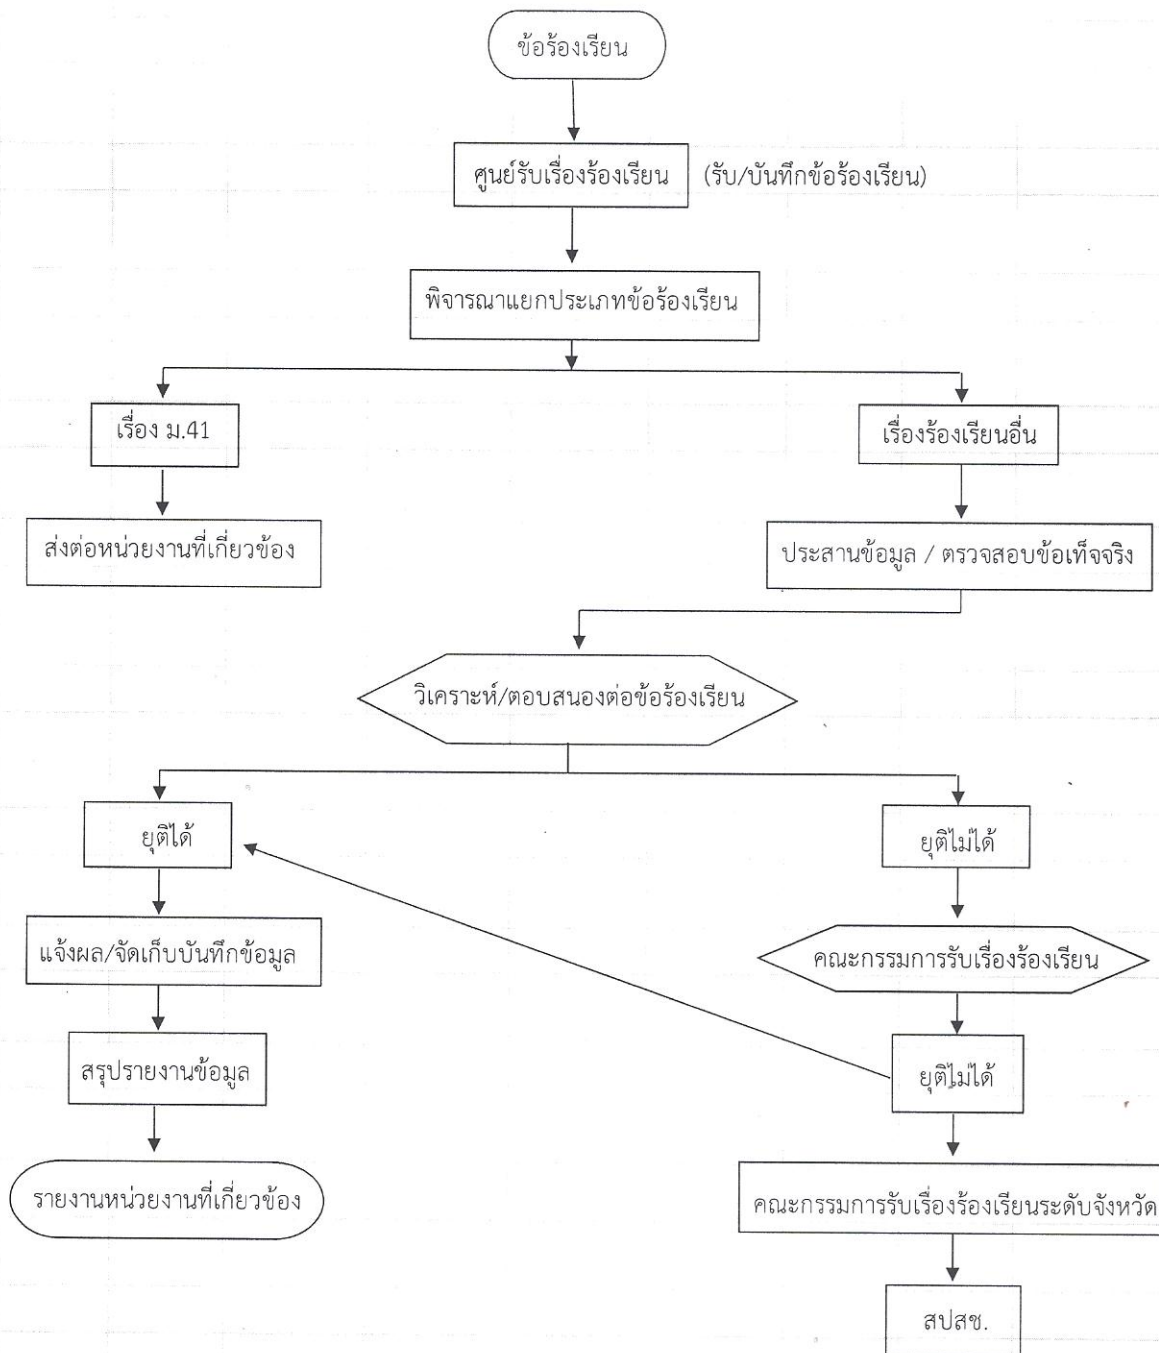 ข้อร้องเรียน
ศูนย์รับเรื่องร้องเรียน (รับ/บันทึกข้อร้องเรียน)
พิจารณาแยกประเภทข้อร้องเรียน
เรื่อง ม.41
เรื่องร้องเรียนอื่น
ส่งต่อหน่วยงานที่เกี่ยวข้อง
ประสานข้อมูล / ตรวจสอบข้อเท็จจริง
วิเคราะห์/ตอบสนองต่อข้อร้องเรียน
ยุติได้
ยุติไม่ได้
แจ้งผล/จัดเก็บบันทึกข้อมูล
คณะกรรมการรับเรื่องร้องเรียน
สรุปรายงานข้อมูล
ยุติไม่ได้
รายงานหน่วยงานที่เกี่ยวข้อง
คณะกรรมการรับเรื่องร้องเรียนระดับจังหวัด
สปสช.